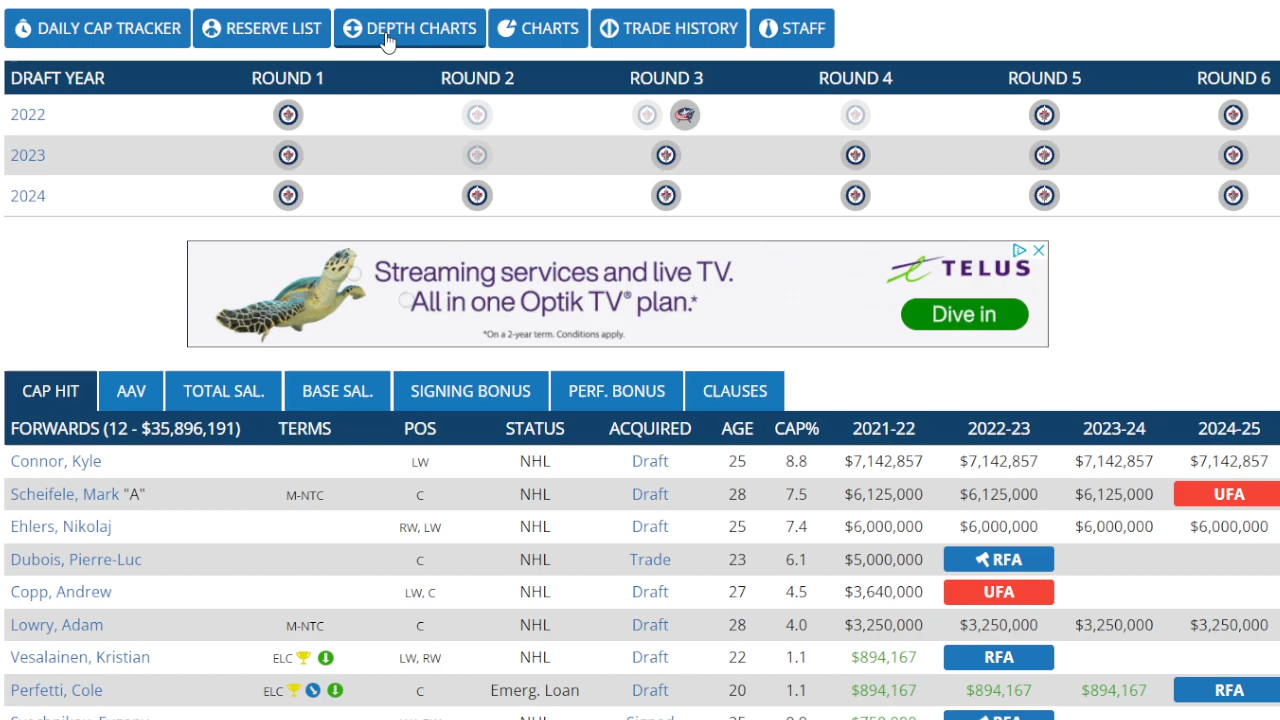 DAILY CAP TRACKER RESERVE LIST DEPTH CHARTS CHARTS TRADE HISTORY STAFF
DRAFT YEAR ROUND 1 ROUND 2 ROUND 3 ROUND 4 ROUND 5 ROUND 6
2022
2023
2024
Streaming services and live TV.
All in one Optik TV® plan.*
*On a 2-year term. Conditions apply.
TELUS
Dive in
CAP HIT AAV TOTAL SAL. BASE SAL. SIGNING BONUS PERF. BONUS CLAUSES
FORWARDS (12 - $35,896,191) TERMS POS STATUS ACQUIRED AGE CAP% 2021-22 2022-23 2023-24 2024-25
Connor, Kyle LW NHL Draft 25 8.8 $7,142,857 $7,142,857 $7,142,857 $7,142,857
Scheifele, Mark "A" M-NTC C NHL Draft 28 7.5 $6,125,000 $6,125,000 $6,125,000 UFA
Ehlers, Nikolaj RW, LW NHL Draft 25 7.4 $6,000,000 $6,000,000 $6,000,000 $6,000,000
Dubois, Pierre-Luc C NHL Trade 23 6.1 $5,000,000 RFA
Copp, Andrew LW, C NHL Draft 27 4.5 $3,640,000 UFA
Lowry, Adam M-NTC C NHL Draft 28 4.0 $3,250,000 $3,250,000 $3,250,000 $3,250,000
Vesalainen, Kristian ELC LW, RW NHL Draft 22 1.1 $894,167 RFA
Perfetti, Cole ELC C Emerg. Loan Draft 20 1.1 $894,167 $894,167 $894,167 RFA